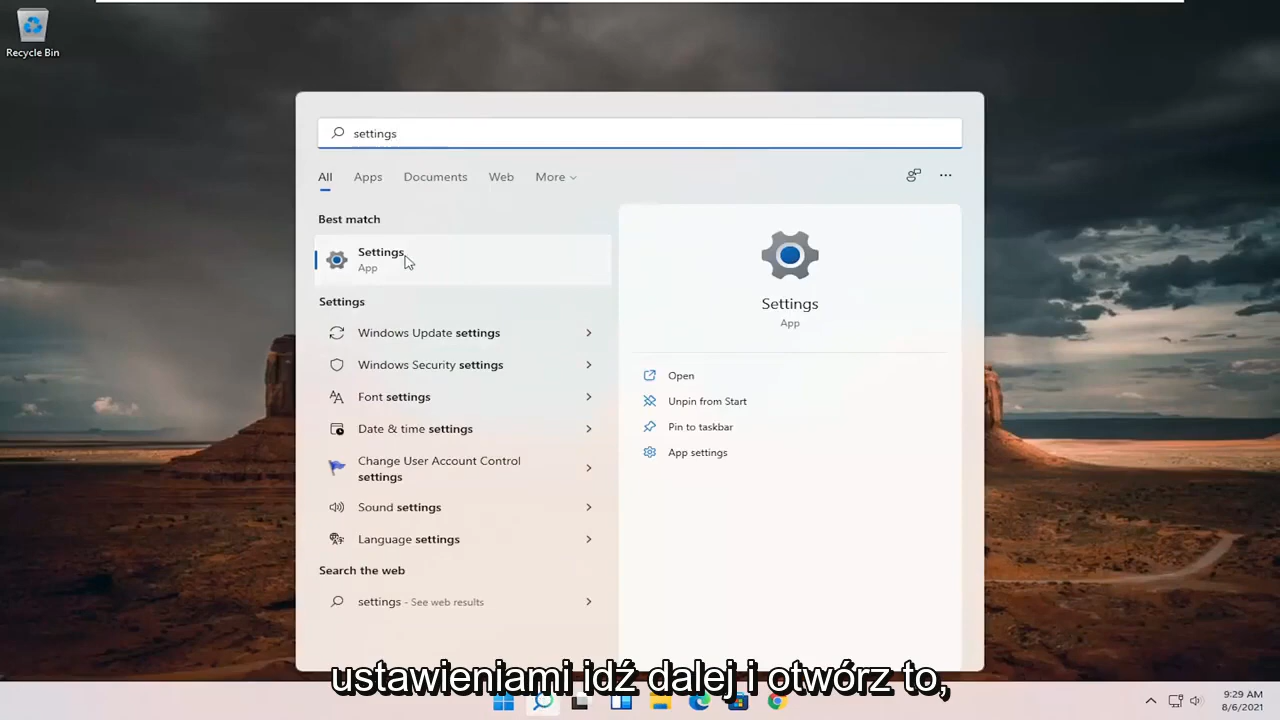 Recycle Bin
settings
All Apps Documents Web More
Best match
Settings
App
Settings
Windows Update settings
Windows Security settings
Font settings
Date & time settings
Change User Account Control
settings
Sound settings
Language settings
Search the web
settings - See web results
Settings
App
Open
Unpin from Start
Pin to taskbar
App settings
ustawieniami idź dalej i otwórz to,
9:29 AM
8/6/2021